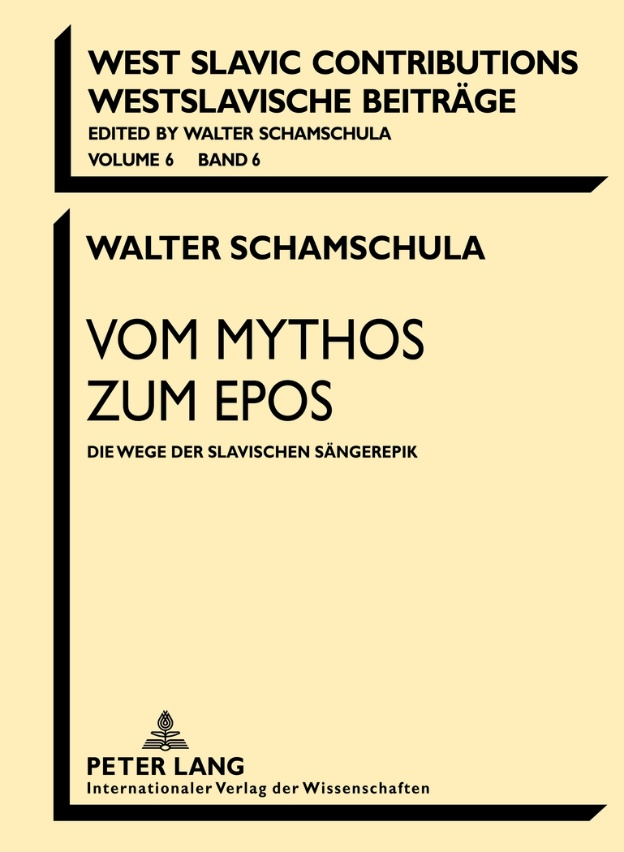 WEST SLAVIC CONTRIBUTIONS
WESTSLAVISCHE BEITRÄGE
EDITED BY WALTER SCHAMSCHULA
VOLUME 6 BAND 6
WALTER SCHAMSCHULA
VOM MYTHOS
ZUM EPOS
DIE WEGE DER SLAVISCHEN SÄNGEREPIK
PETER LANG
Internationaler Verlag der Wissenschaften